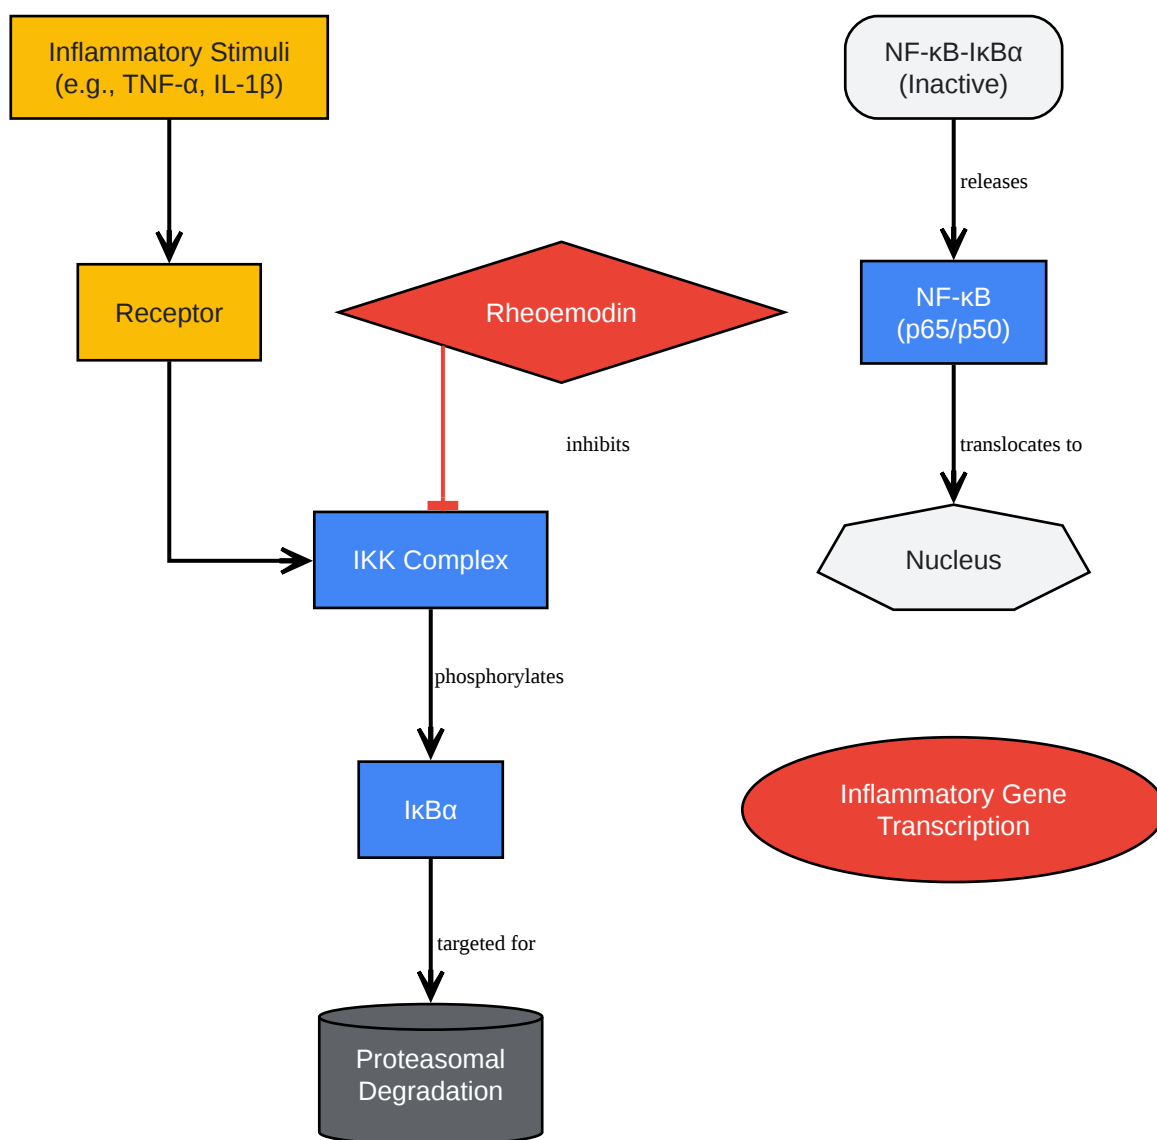 Inflammatory Stimuli
(e.g., TNF-α, IL-1β)
NF-κB-IκBα
(Inactive)
releases
Receptor
Rheoemodin
NF-κB
(p65/p50)
inhibits
translocates to
IKK Complex
Nucleus
phosphorylates
IκBα
Inflammatory Gene
Transcription
targeted for
Proteasomal
Degradation